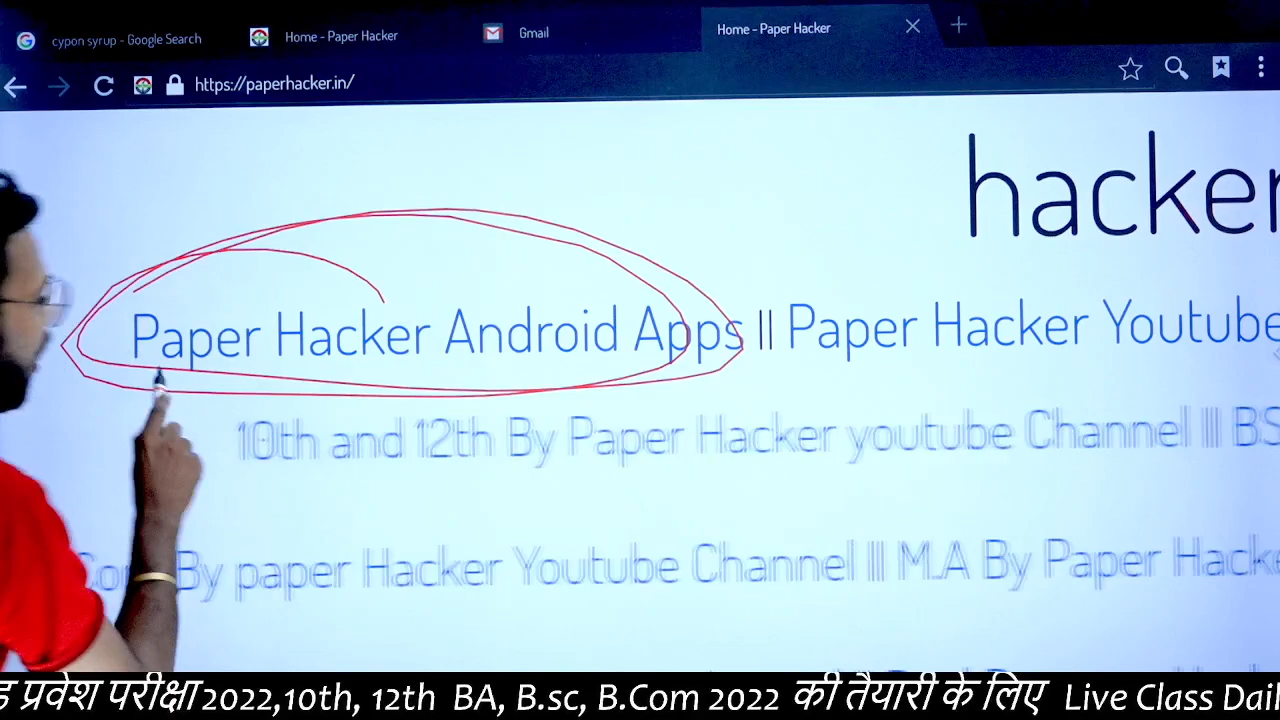 cypon syrup - Google Search Home - Paper Hacker Gmail Home - Paper Hacker
https://paperhacker.in/
hacker
Paper Hacker Android Apps || Paper Hacker Youtube
10th and 12th By Paper Hacker youtube Channel ||| BS
By paper Hacker Youtube Channel ||| M.A By Paper Hacke
प्रवेश परीक्षा 2022,10th, 12th BA, B.sc, B.Com 2022 की तैयारी के लिए Live Class Dail